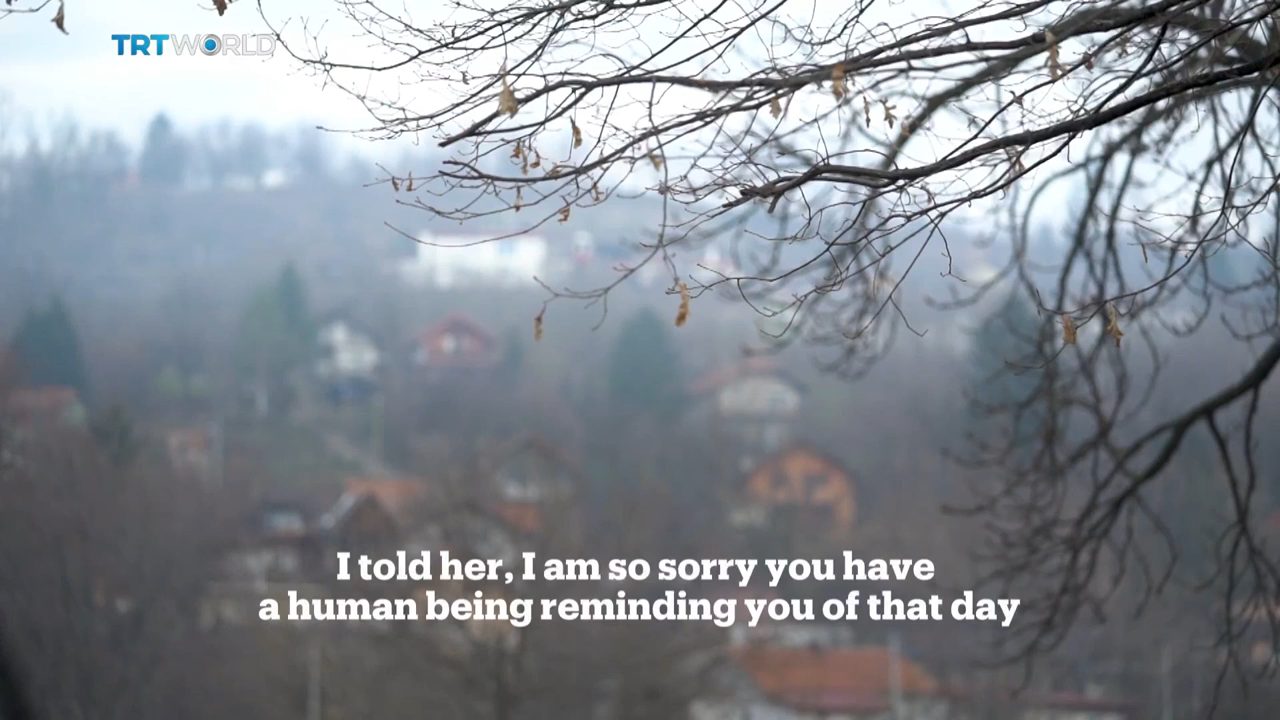 TRT WORLD
I told her, I am so sorry you have
a human being reminding you of that day